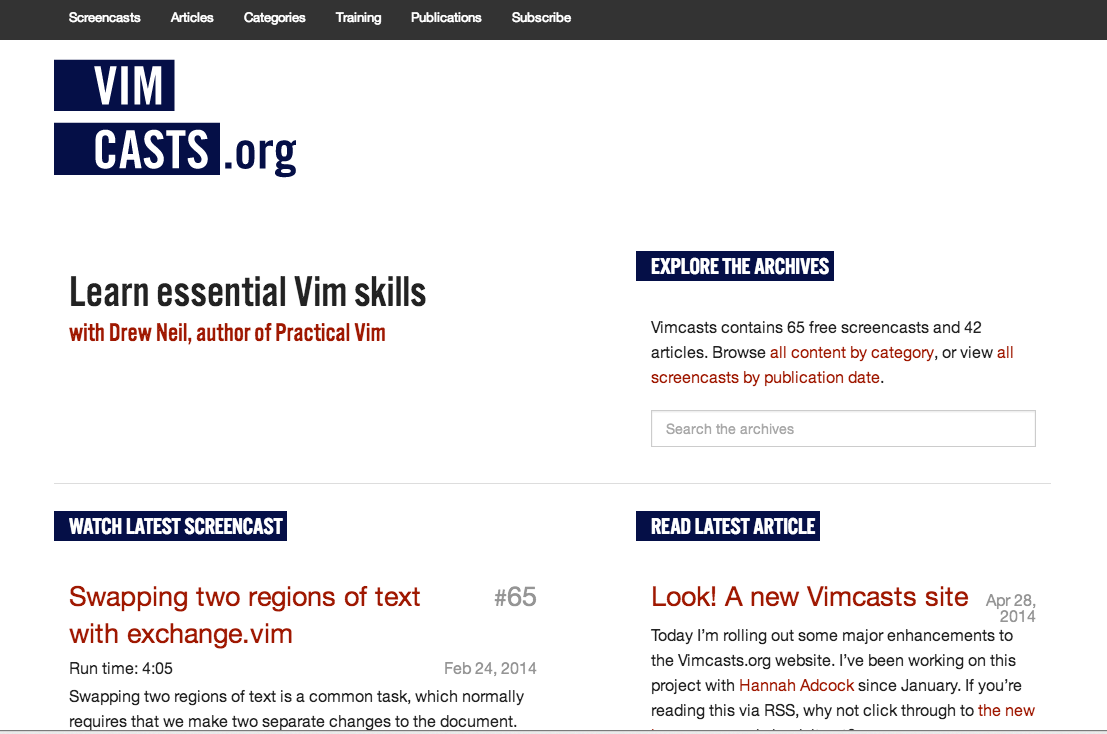 Screencasts Articles Categories Training Publications Subscribe
VIM
CASTS.org
Learn essential Vim skills
with Drew Neil, author of Practical Vim
EXPLORE THE ARCHIVES
Vimcasts contains 65 free screencasts and 42
articles. Browse all content by category, or view all
screencasts by publication date.
Search the archives
WATCH LATEST SCREENCAST
Swapping two regions of text
with exchange.vim
#65
Run time: 4:05
Feb 24, 2014
Swapping two regions of text is a common task, which normally
requires that we make two separate changes to the document.
READ LATEST ARTICLE
Look! A new Vimcasts site
Apr 28,
2014
Today I’m rolling out some major enhancements to
the Vimcasts.org website. I’ve been working on this
project with Hannah Adcock since January. If you’re
reading this via RSS, why not click through to the new